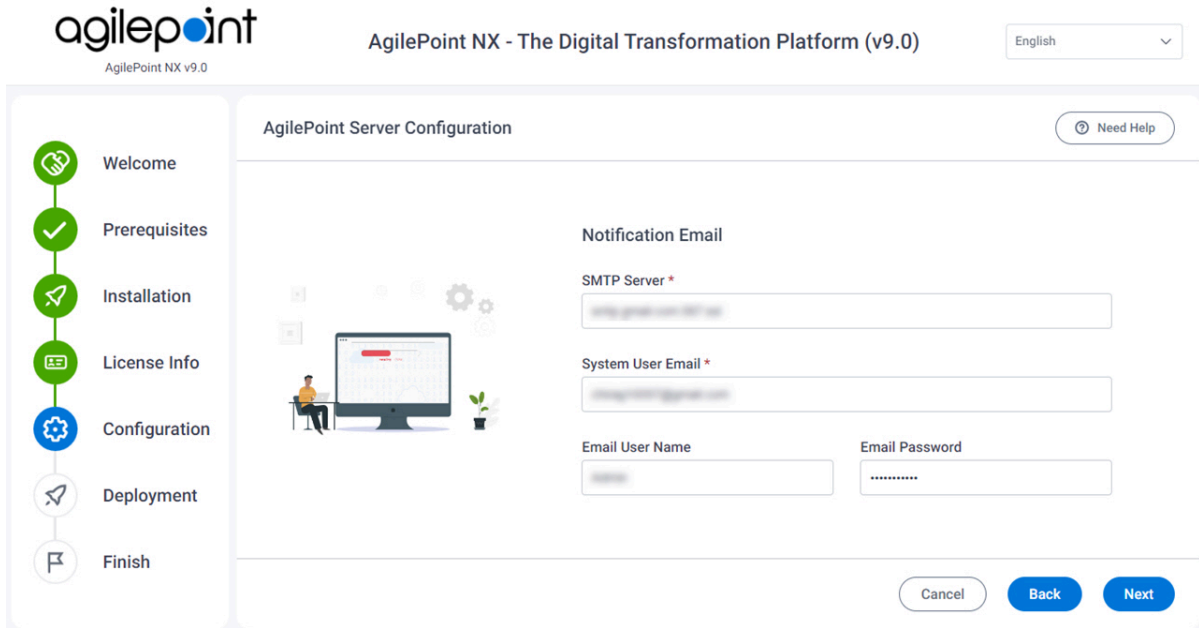 agilepoint
AgilePoint NX v9.0
AgilePoint NX - The Digital Transformation Platform (v9.0)
English
Welcome
Prerequisites
Installation
License Info
Configuration
Deployment
Finish
AgilePoint Server Configuration
Need Help
Notification Email
SMTP Server *
System User Email *
Email User Name
Email Password
•••••••••••
Cancel
Back
Next